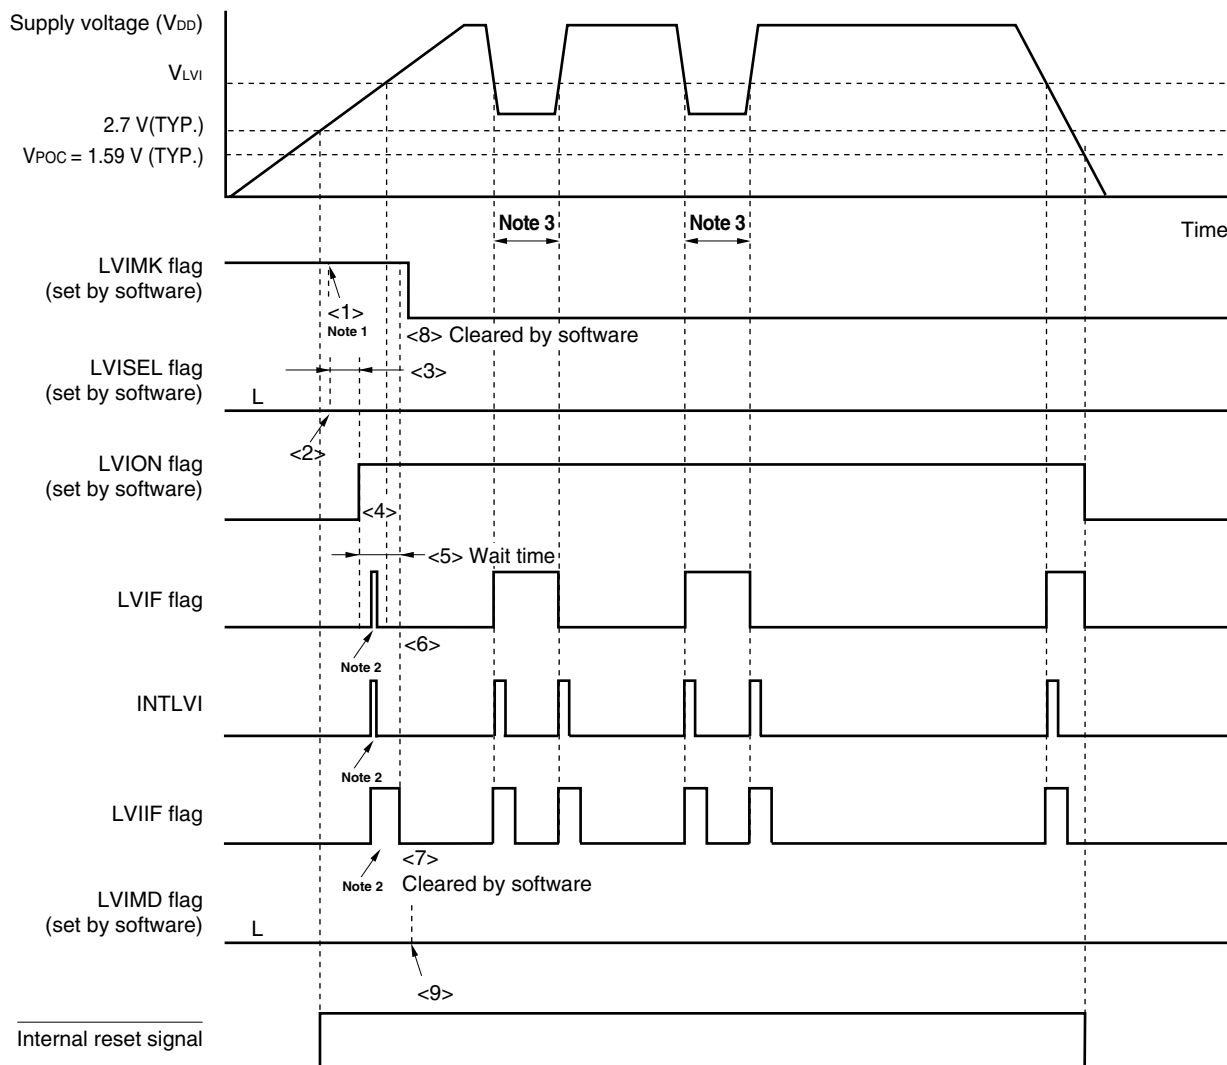 Supply voltage (VDD)
VLVI
2.7 V(TYP.)
VPOC = 1.59 V (TYP.)
Note 3
Note 3
Time
LVIMK flag
(set by software)
<1>
Note 1
<8> Cleared by software
LVISEL flag
(set by software)
L
<3>
<2>
LVION flag
(set by software)
<4>
<5> Wait time
LVIF flag
<6>
Note 2
INTLVI
Note 2
LVIIF flag
<7>
Note 2
Cleared by software
LVIMD flag
(set by software)
L
<9>
Internal reset signal